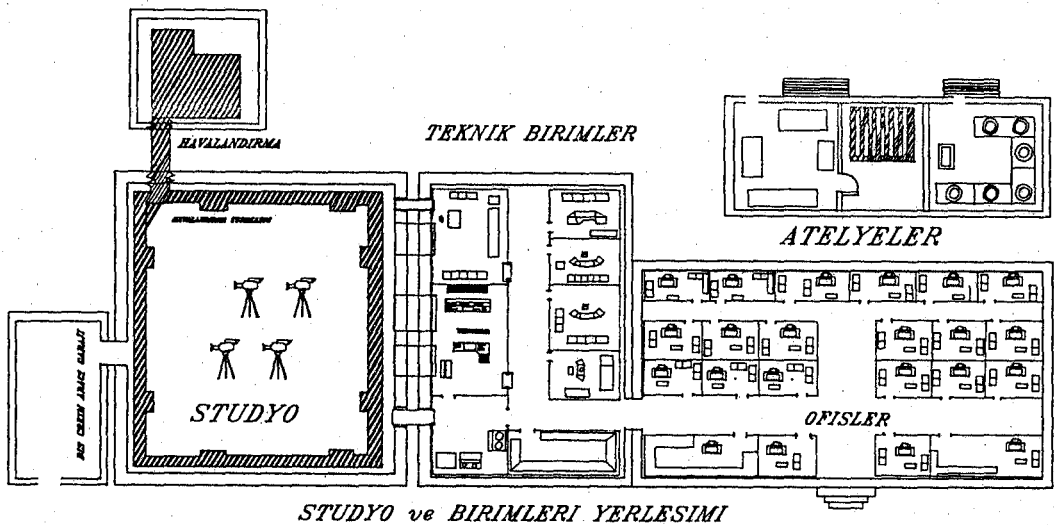 HAVALANDIRMA
TEKNIK BIRIMLER
ATELYELER
STUDYO
OFISLER
STUDYO ve BIRIMLERI YERLESIMI